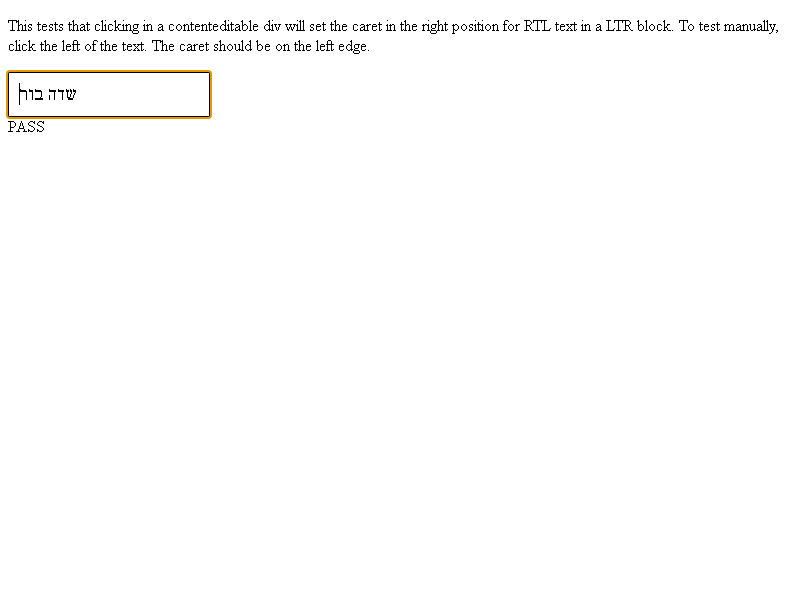 This tests that clicking in a contenteditable div will set the caret in the right position for RTL text in a LTR block. To test manually,
click the left of the text. The caret should be on the left edge.
שדה בור
PASS